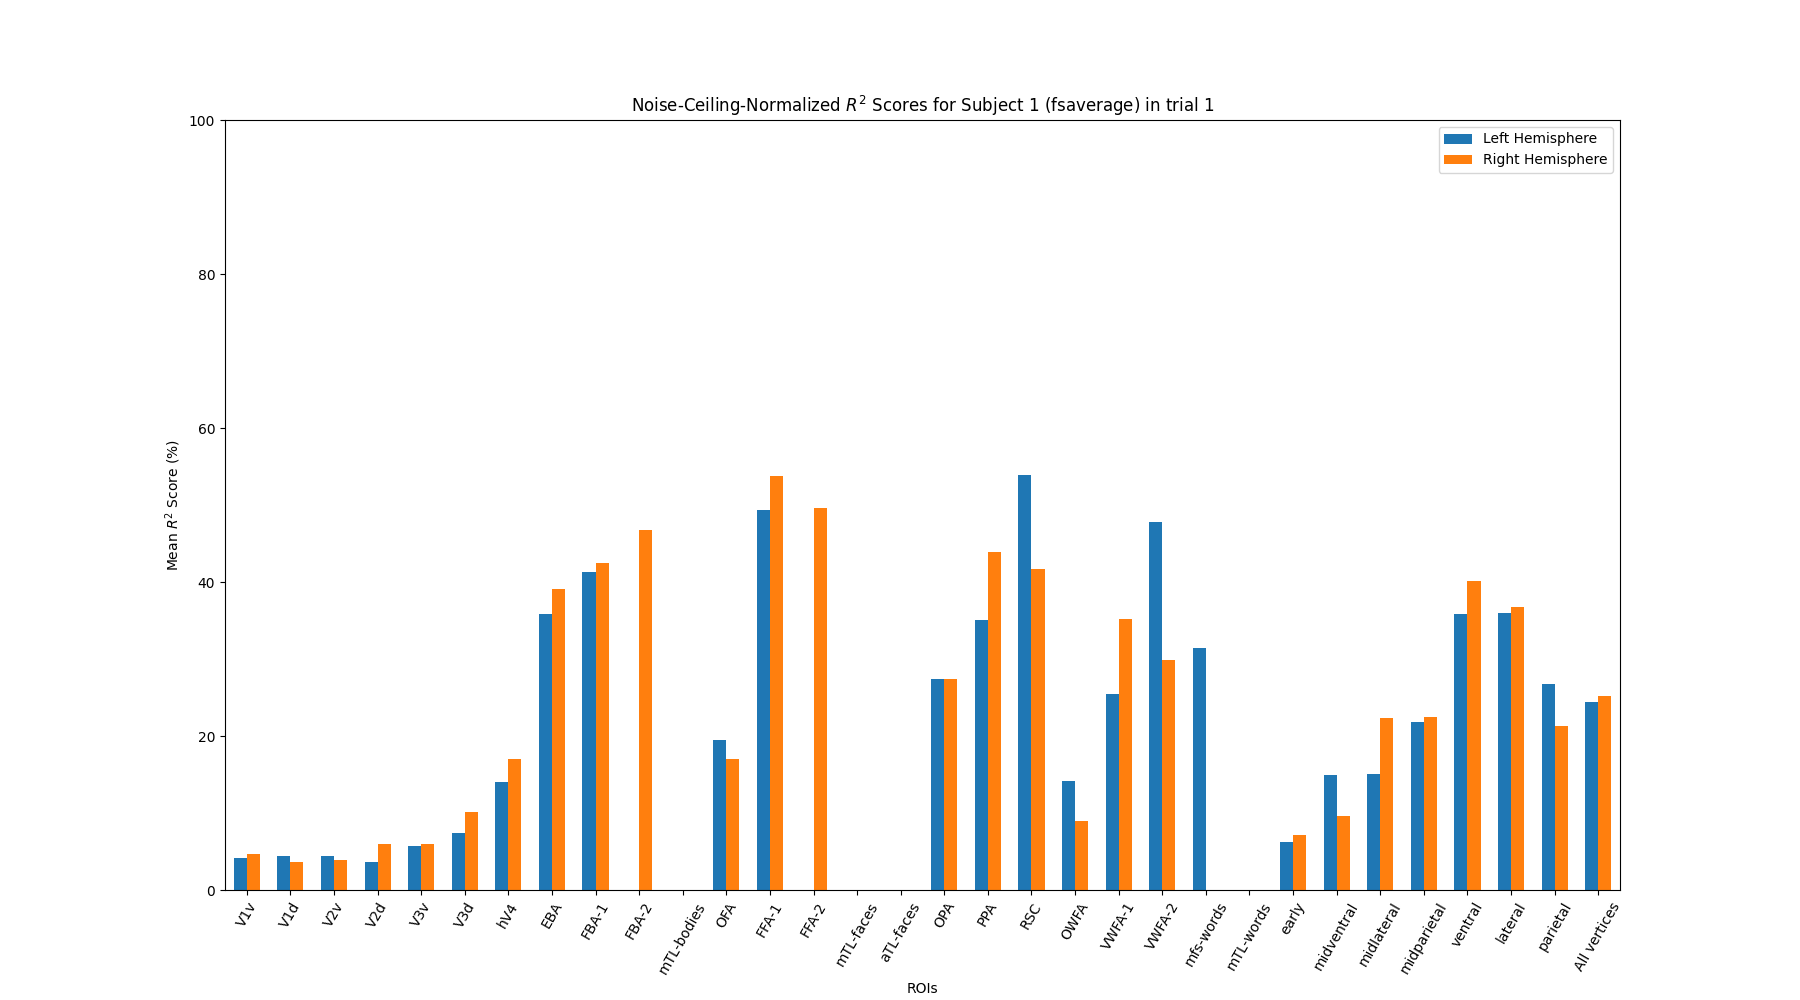 Noise-Ceiling-Normalized R² Scores for Subject 1 (fsaverage) in trial 1
Left Hemisphere
Right Hemisphere
Mean R² Score (%)
100
80
60
40
20
0
V1v
V1d
V2v
V2d
V3v
V3d
hV4
EBA
FBA-1
FBA-2
mTL-bodies
OFA
FFA-1
FFA-2
mTL-faces
aTL-faces
OPA
PPA
RSC
OWFA
VWFA-1
VWFA-2
mfs-words
mTL-words
early
midventral
midlateral
midparietal
ventral
lateral
parietal
All vertices
ROIs